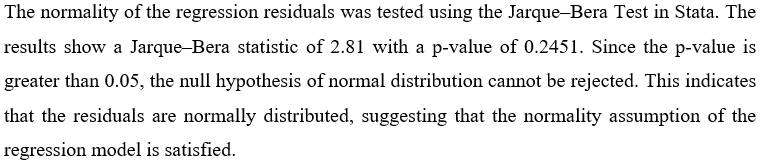 The normality of the regression residuals was tested using the Jarque–Bera Test in Stata. The
results show a Jarque–Bera statistic of 2.81 with a p-value of 0.2451. Since the p-value is
greater than 0.05, the null hypothesis of normal distribution cannot be rejected. This indicates
that the residuals are normally distributed, suggesting that the normality assumption of the
regression model is satisfied.